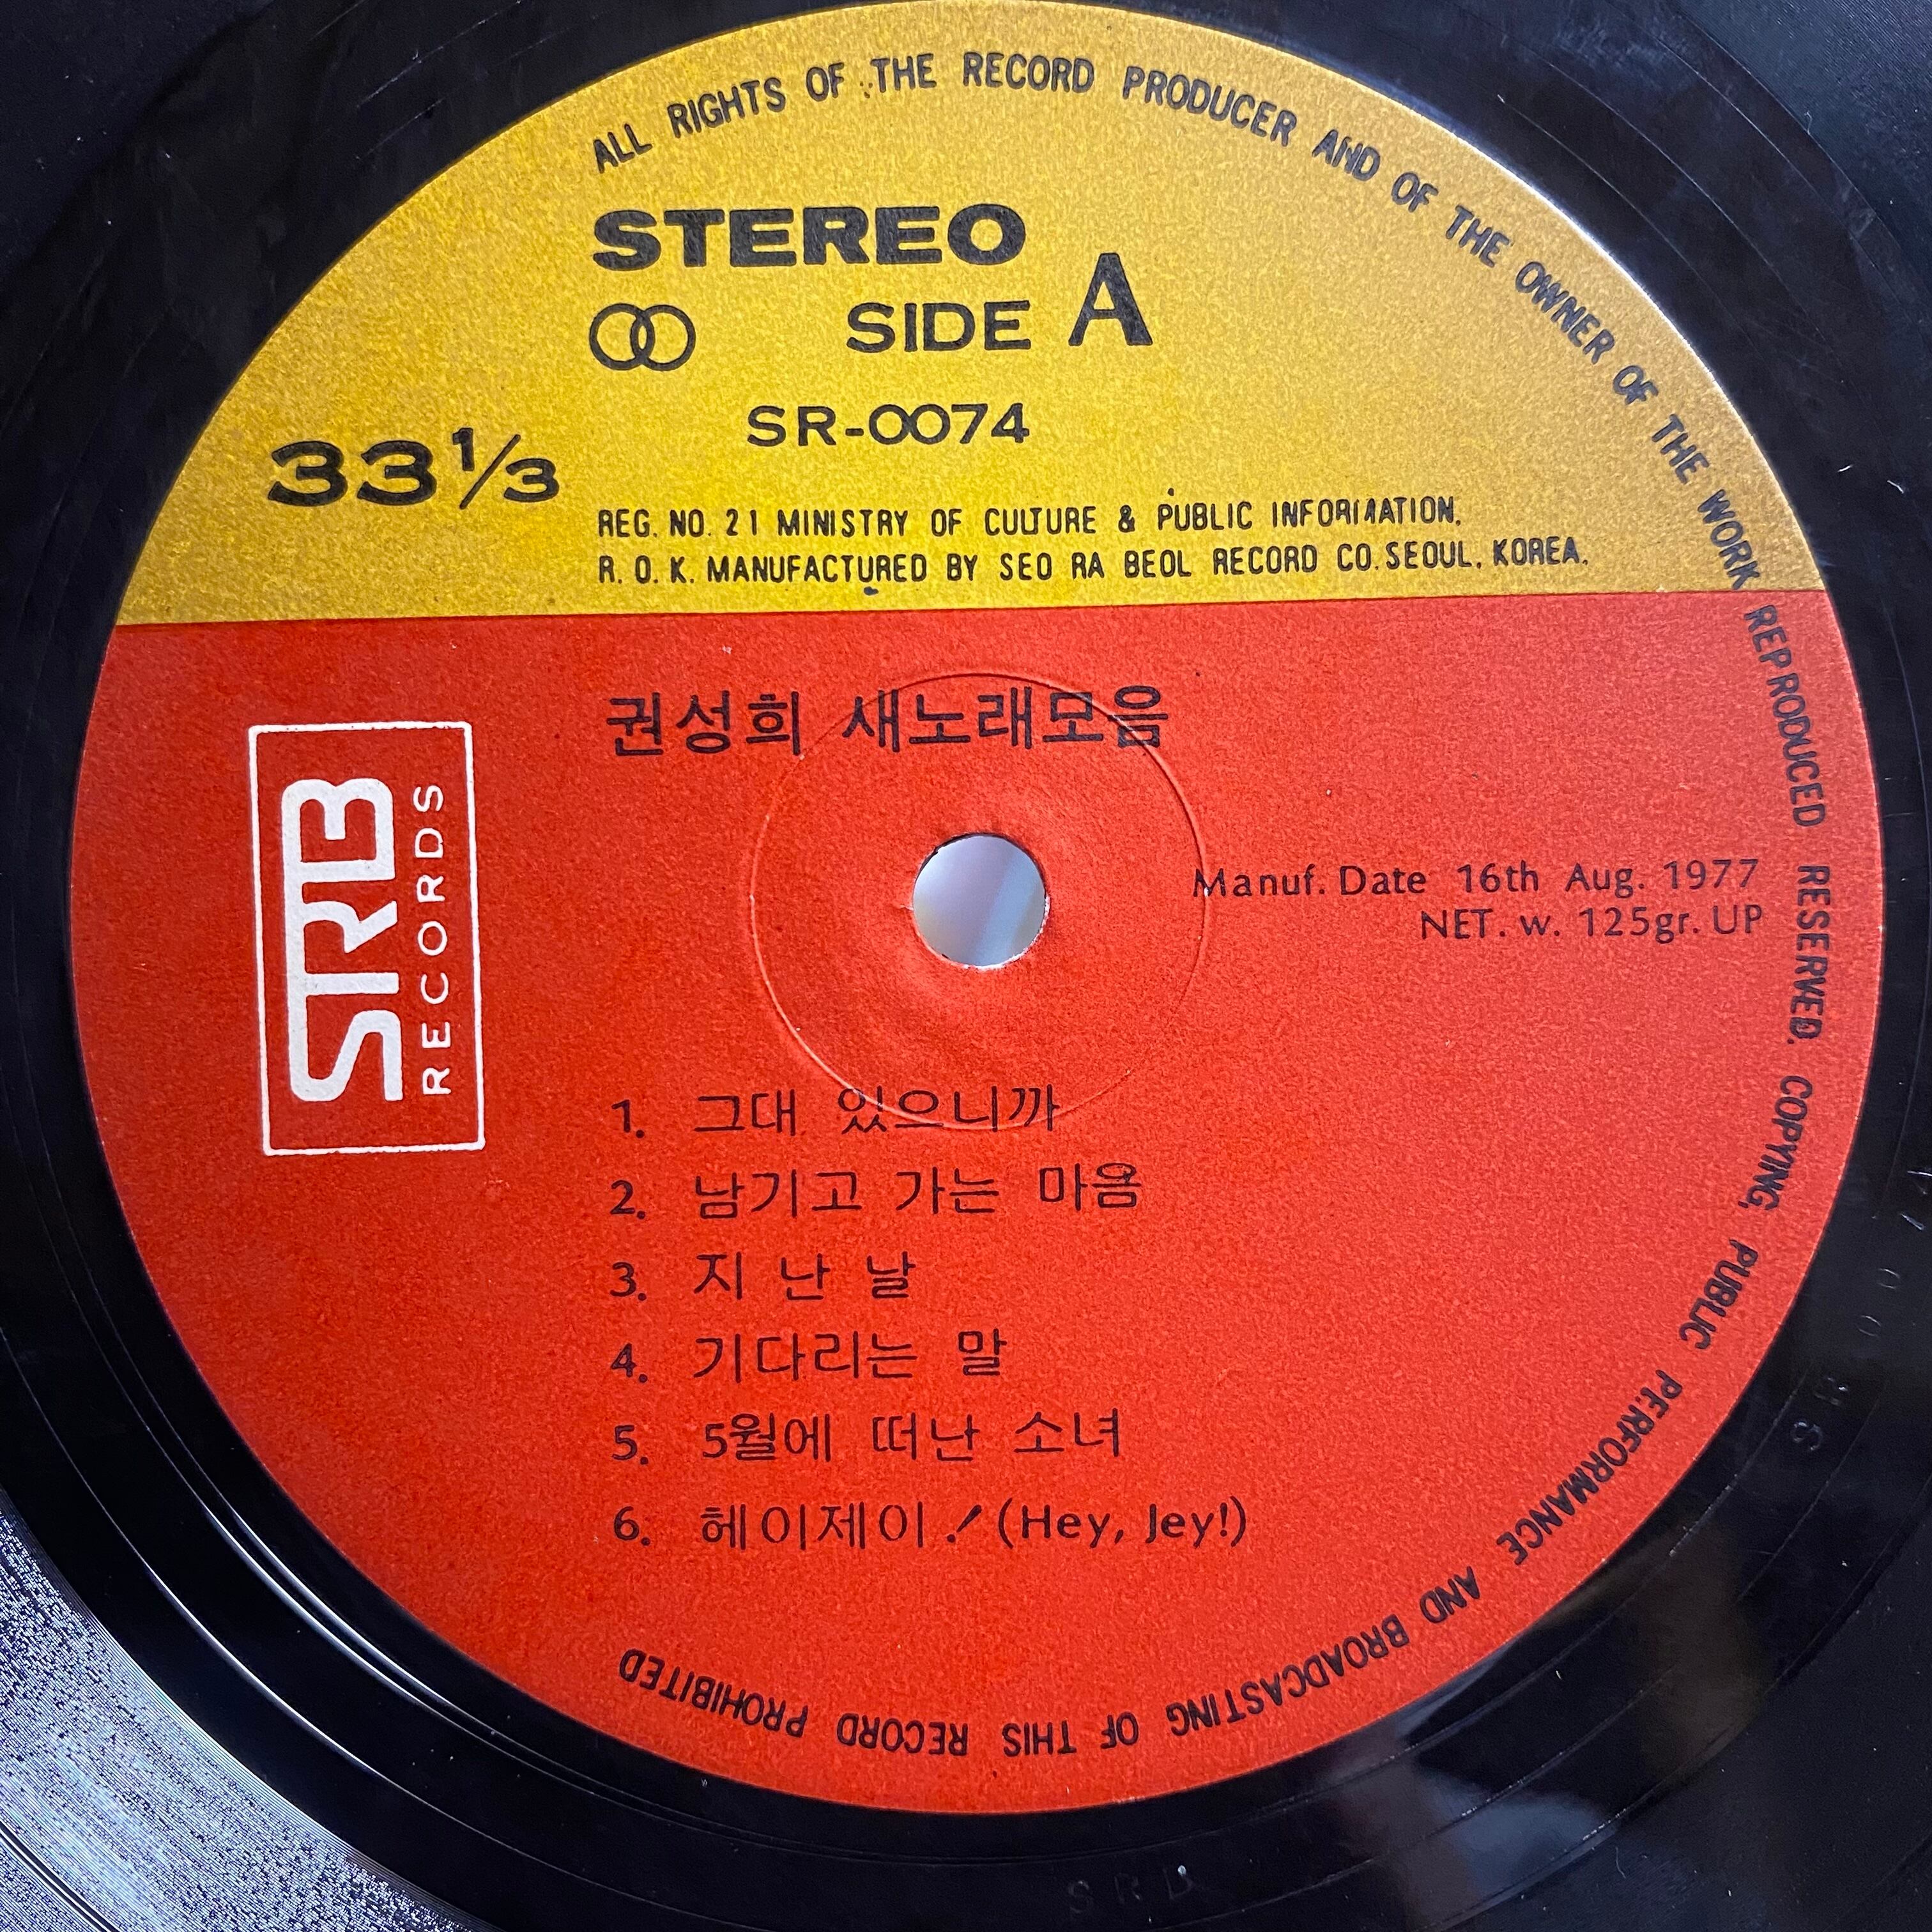 ALL RIGHTS OF THE RECORD PRODUCER AND OF THE OWNER OF THE WORK REPRODUCED RESERVED. COPYING, PUBLIC PERFORMANCE AND BROADCASTING OF THIS RECORD PROHIBITED
STEREO
SIDE A
SR-0074
33 1/3
REG. NO. 21 MINISTRY OF CULTURE & PUBLIC INFORMATION.
R. O. K. MANUFACTURED BY SEO RA BEOL RECORD CO. SEOUL, KOREA.
권성희 새노래모음
STRB
RECORDS
Manuf. Date 16th Aug. 1977
NET. w. 125gr. UP
1. 그대 있으니까
2. 남기고 가는 마음
3. 지 난 날
4. 기다리는 말
5. 5월에 떠난 소녀
6. 헤이제이! (Hey, Jey!)